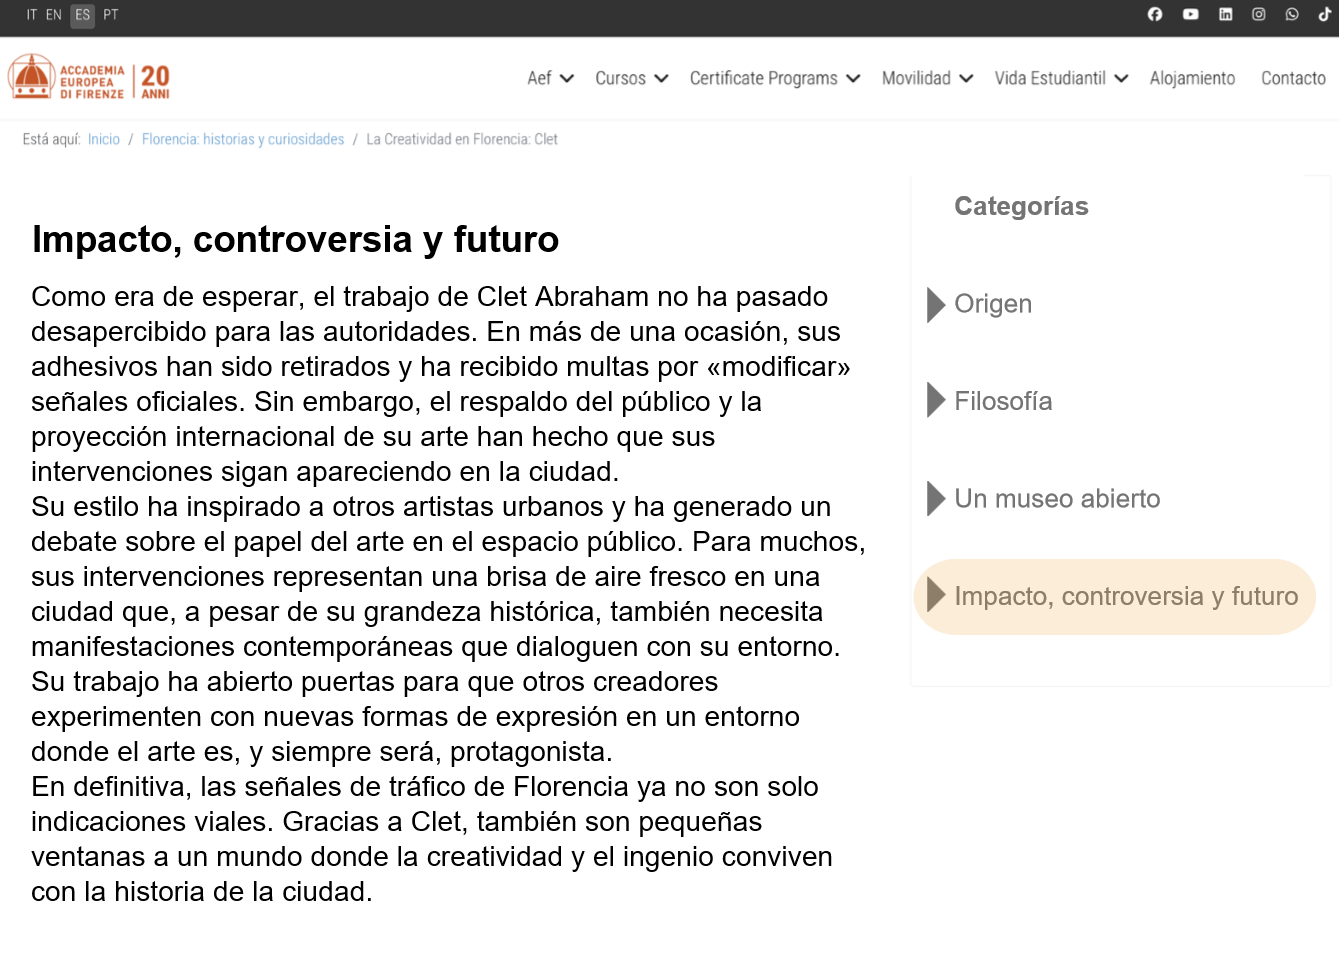 IT EN ES PT
ACCADEMIA EUROPEA DI FIRENZE 20 ANNI
Aef Cursos Certificate Programs Movilidad Vida Estudiantil Alojamiento Contacto
Está aquí: Inicio / Florencia: historias y curiosidades / La Creatividad en Florencia: Clet
Impacto, controversia y futuro
Como era de esperar, el trabajo de Clet Abraham no ha pasado
desapercibido para las autoridades. En más de una ocasión, sus
adhesivos han sido retirados y ha recibido multas por «modificar»
señales oficiales. Sin embargo, el respaldo del público y la
proyección internacional de su arte han hecho que sus
intervenciones sigan apareciendo en la ciudad.
Su estilo ha inspirado a otros artistas urbanos y ha generado un
debate sobre el papel del arte en el espacio público. Para muchos,
sus intervenciones representan una brisa de aire fresco en una
ciudad que, a pesar de su grandeza histórica, también necesita
manifestaciones contemporáneas que dialoguen con su entorno.
Su trabajo ha abierto puertas para que otros creadores
experimenten con nuevas formas de expresión en un entorno
donde el arte es, y siempre será, protagonista.
En definitiva, las señales de tráfico de Florencia ya no son solo
indicaciones viales. Gracias a Clet, también son pequeñas
ventanas a un mundo donde la creatividad y el ingenio conviven
con la historia de la ciudad.
Categorías
Origen
Filosofía
Un museo abierto
Impacto, controversia y futuro